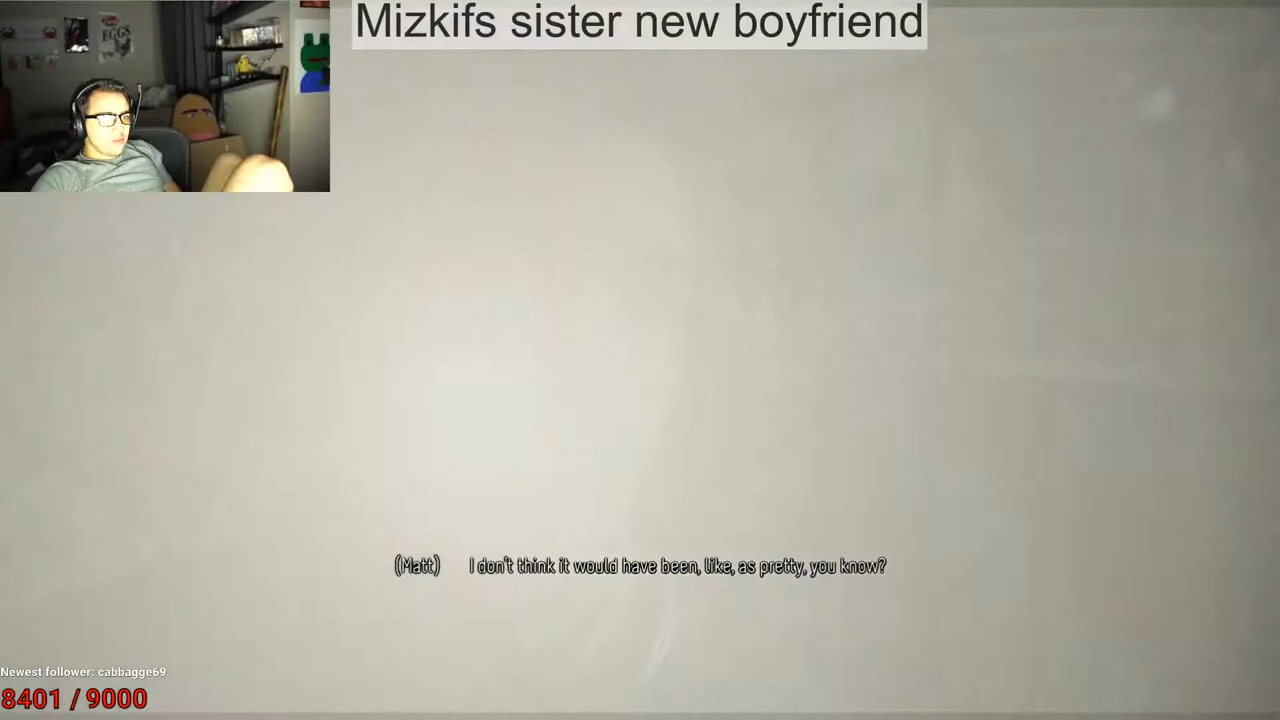 Mizkifs sister new boyfriend
EGGS
(Matt) I don't think it would have been, like, as pretty, you know?
Newest follower: cabbagge69
8401 / 9000